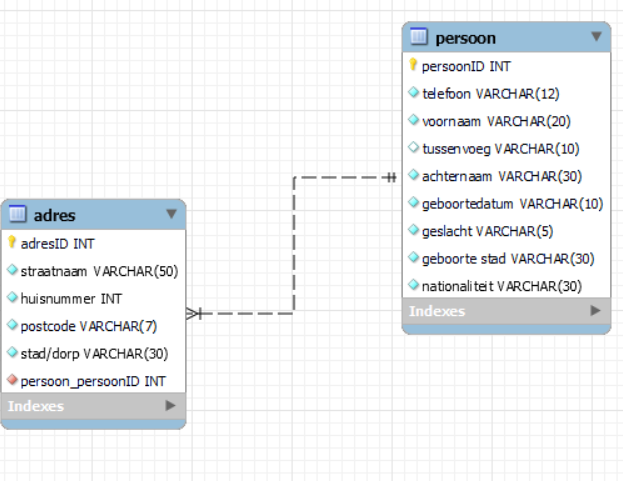 persoon
persoonID INT
telefoon VARCHAR(12)
voornaam VARCHAR(20)
tussenvoeg VARCHAR(10)
achternaam VARCHAR(30)
geboortedatum VARCHAR(10)
geslacht VARCHAR(5)
geboorte stad VARCHAR(30)
nationaliteit VARCHAR(30)
Indexes
adres
adresID INT
straatnaam VARCHAR(50)
huisnummer INT
postcode VARCHAR(7)
stad/dorp VARCHAR(30)
persoon_persoonID INT
Indexes